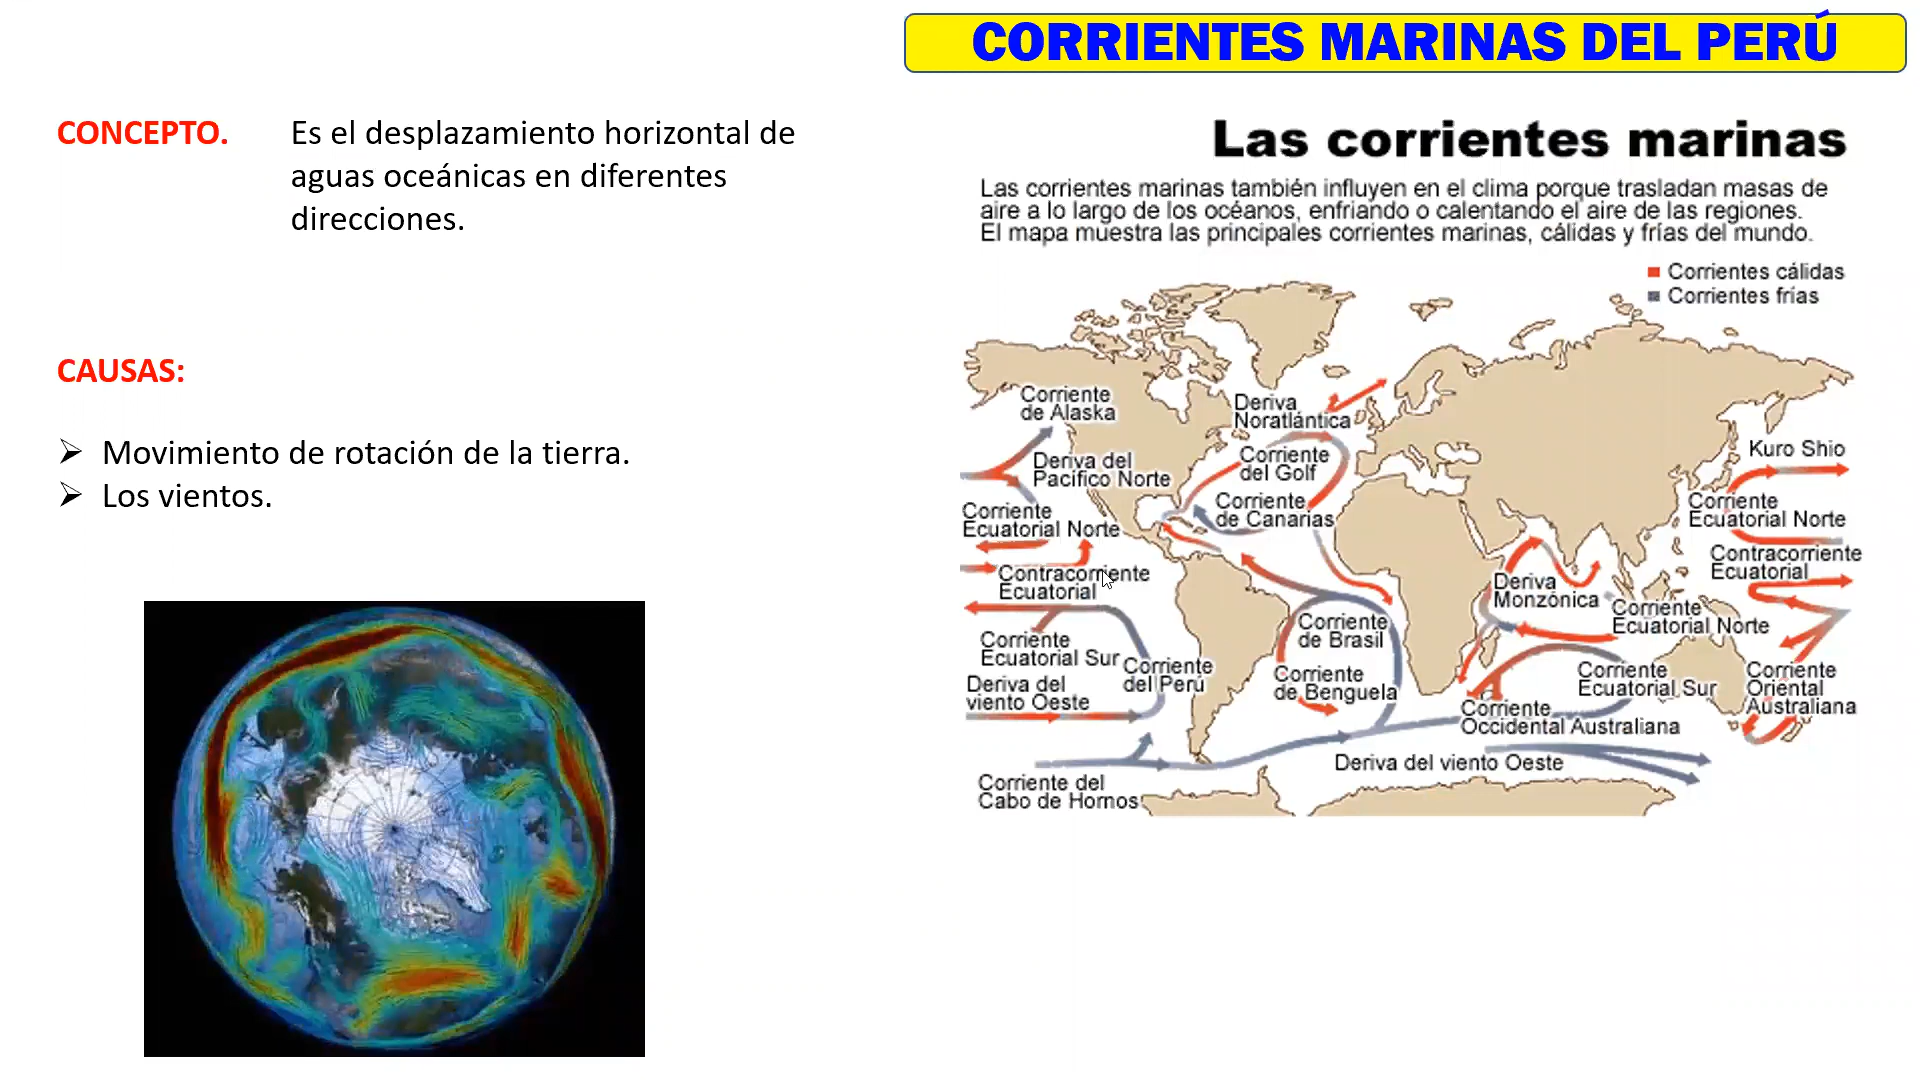 CORRIENTES MARINAS DEL PERÚ
CONCEPTO.
Es el desplazamiento horizontal de
aguas oceánicas en diferentes
direcciones.
CAUSAS:
Movimiento de rotación de la tierra.
Los vientos.
Las corrientes marinas
Las corrientes marinas también influyen en el clima porque trasladan masas de
aire a lo largo de los océanos, enfriando o calentando el aire de las regiones.
El mapa muestra las principales corrientes marinas, cálidas y frías del mundo.
Corrientes cálidas
Corrientes frías
Corriente
de Alaska
Deriva
Noratlántica
Deriva del
Pacífico Norte
Corriente
del Golf
Corriente
de Canarias
Corriente
Ecuatorial Norte
Contracorriente
Ecuatorial
Corriente
Ecuatorial Sur
Corriente
del Perú
Deriva del
viento Oeste
Corriente del
Cabo de Hornos
Corriente
de Brasil
Corriente
de Benguela
Deriva
Monzónica
Kuro Shio
Corriente
Ecuatorial Norte
Contracorriente
Ecuatorial
Corriente
Ecuatorial Norte
Corriente
Ecuatorial Sur
Corriente
Oriental
Australiana
Corriente
Occidental Australiana
Deriva del viento Oeste